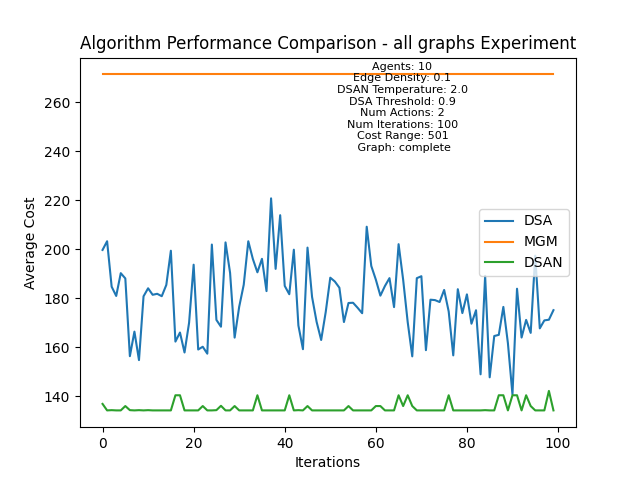 Algorithm Performance Comparison - all graphs Experiment
Agents: 10
Edge Density: 0.1
DSAN Temperature: 2.0
DSA Threshold: 0.9
Num Actions: 2
Num Iterations: 100
Cost Range: 501
Graph: complete
260
240
220
200
180
160
140
Average Cost
DSA
MGM
DSAN
0
20
40
60
80
100
Iterations